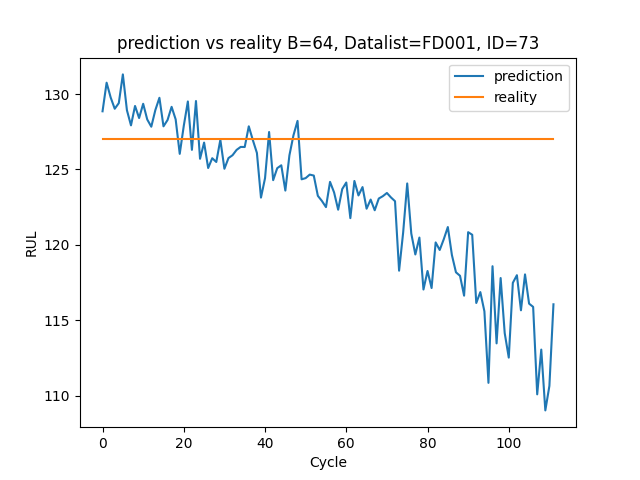 prediction vs reality B=64, Datalist=FD001, ID=73
prediction
reality
130
125
120
115
110
RUL
0 20 40 60 80 100
Cycle